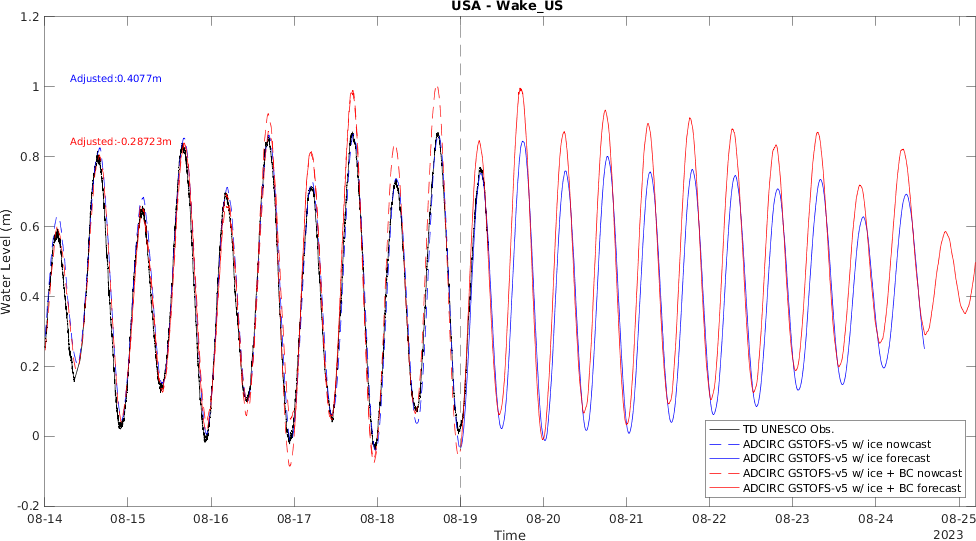 USA - Wake_US
1.2
Adjusted:0.4077m
1
Adjusted:-0.28723m
0.8
0.6
Water Level (m)
0.4
0.2
0
-0.2
TD UNESCO Obs.
ADCIRC GSTOFS-v5 w/ ice nowcast
ADCIRC GSTOFS-v5 w/ ice forecast
ADCIRC GSTOFS-v5 w/ ice + BC nowcast
ADCIRC GSTOFS-v5 w/ ice + BC forecast
08-14 08-15 08-16 08-17 08-18 08-19 08-20 08-21 08-22 08-23 08-24 08-25
Time
2023